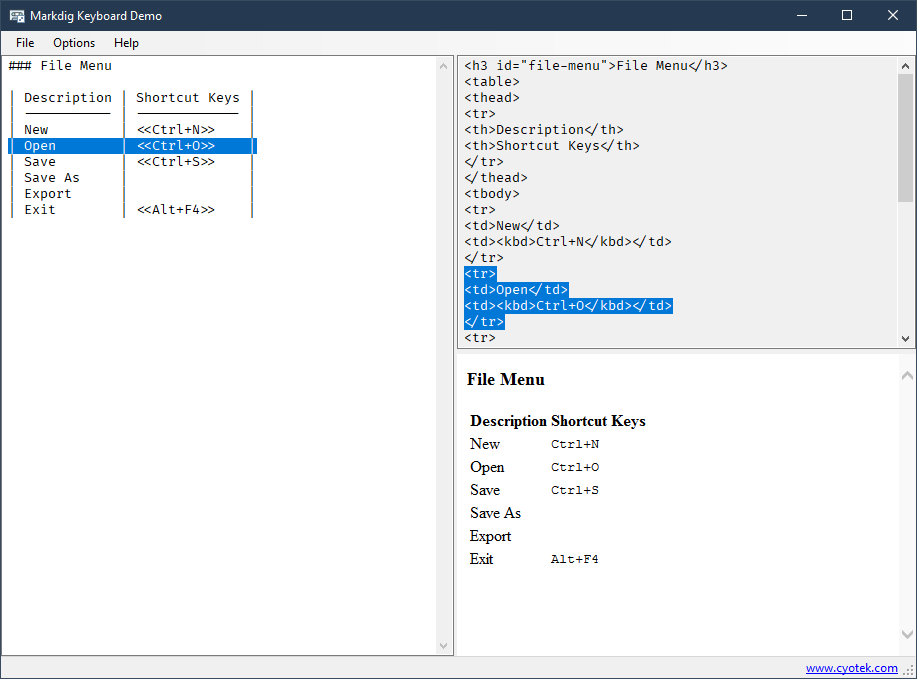 Markdig Keyboard Demo
File Options Help
### File Menu
| Description | Shortcut Keys |
| ----------- | ------------- |
| New | <<Ctrl+N>> |
| Open | <<Ctrl+O>> |
| Save | <<Ctrl+S>> |
| Save As | |
| Export | |
| Exit | <<Alt+F4>> |
<h3 id="file-menu">File Menu</h3>
<table>
<thead>
<tr>
<th>Description</th>
<th>Shortcut Keys</th>
</tr>
</thead>
<tbody>
<tr>
<td>New</td>
<td><kbd>Ctrl+N</kbd></td>
</tr>
<tr>
<td>Open</td>
<td><kbd>Ctrl+O</kbd></td>
</tr>
<tr>
File Menu
Description Shortcut Keys
New Ctrl+N
Open Ctrl+O
Save Ctrl+S
Save As
Export
Exit Alt+F4
www.cyotek.com